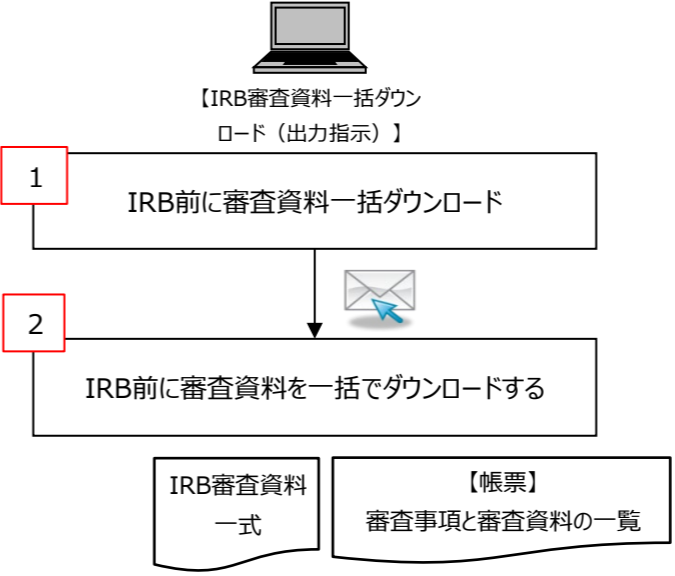 【IRB審査資料一括ダウン
ロード（出力指示）】
1
IRB前に審査資料一括ダウンロード
2
IRB前に審査資料を一括でダウンロードする
IRB審査資料
一式
【帳票】
審査事項と審査資料の一覧